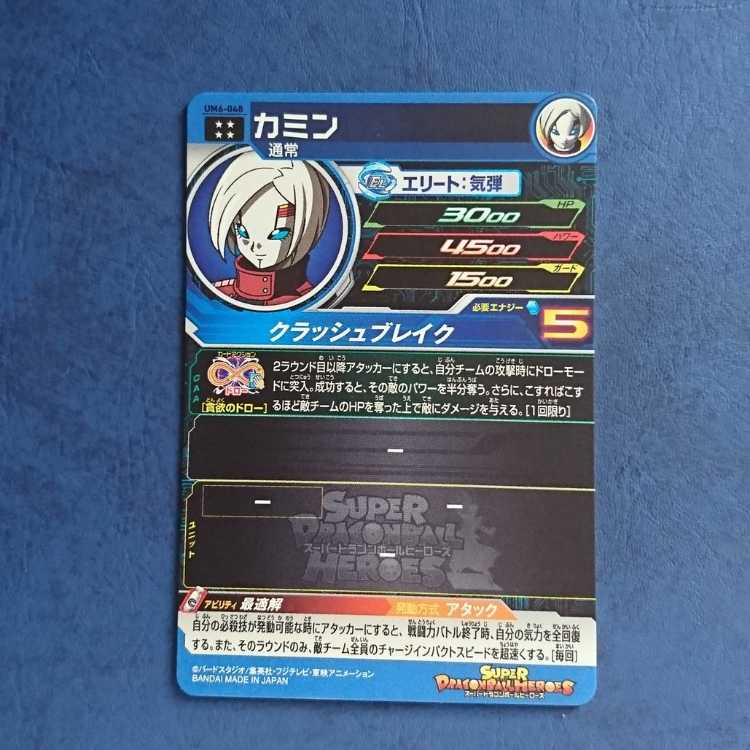 UM6-048
カミン
通常
EL エリート:気弾
HP
3000
パワー
4500
ガード
1500
必要エナジー
5
クラッシュブレイク
CAA
カードアクション
ドロー
[貪欲のドロー]
2ラウンド目以降アタッカーにすると、自分チームの攻撃時にドローモー
ドに突入。成功すると、その敵のパワーを半分奪う。さらに、こすればこす
るほど敵チームのHPを奪った上で敵にダメージを与える。[1回限り]
ユニット
SUPER
DRAGONBALL
スーパードラゴンボールヒーローズ
HEROES
アビリティ 最適解
発動方式 アタック
自分の必殺技が発動可能な時にアタッカーにすると、戦闘力バトル終了時、自分の気力を全回復
する。また、そのラウンドのみ、敵チーム全員のチャージインパクトスピードを超速くする。[毎回]
©バードスタジオ/集英社・フジテレビ・東映アニメーション
BANDAI MADE IN JAPAN
SUPER
DRAGONBALL HEROES
スーパードラゴンボールヒーローズ